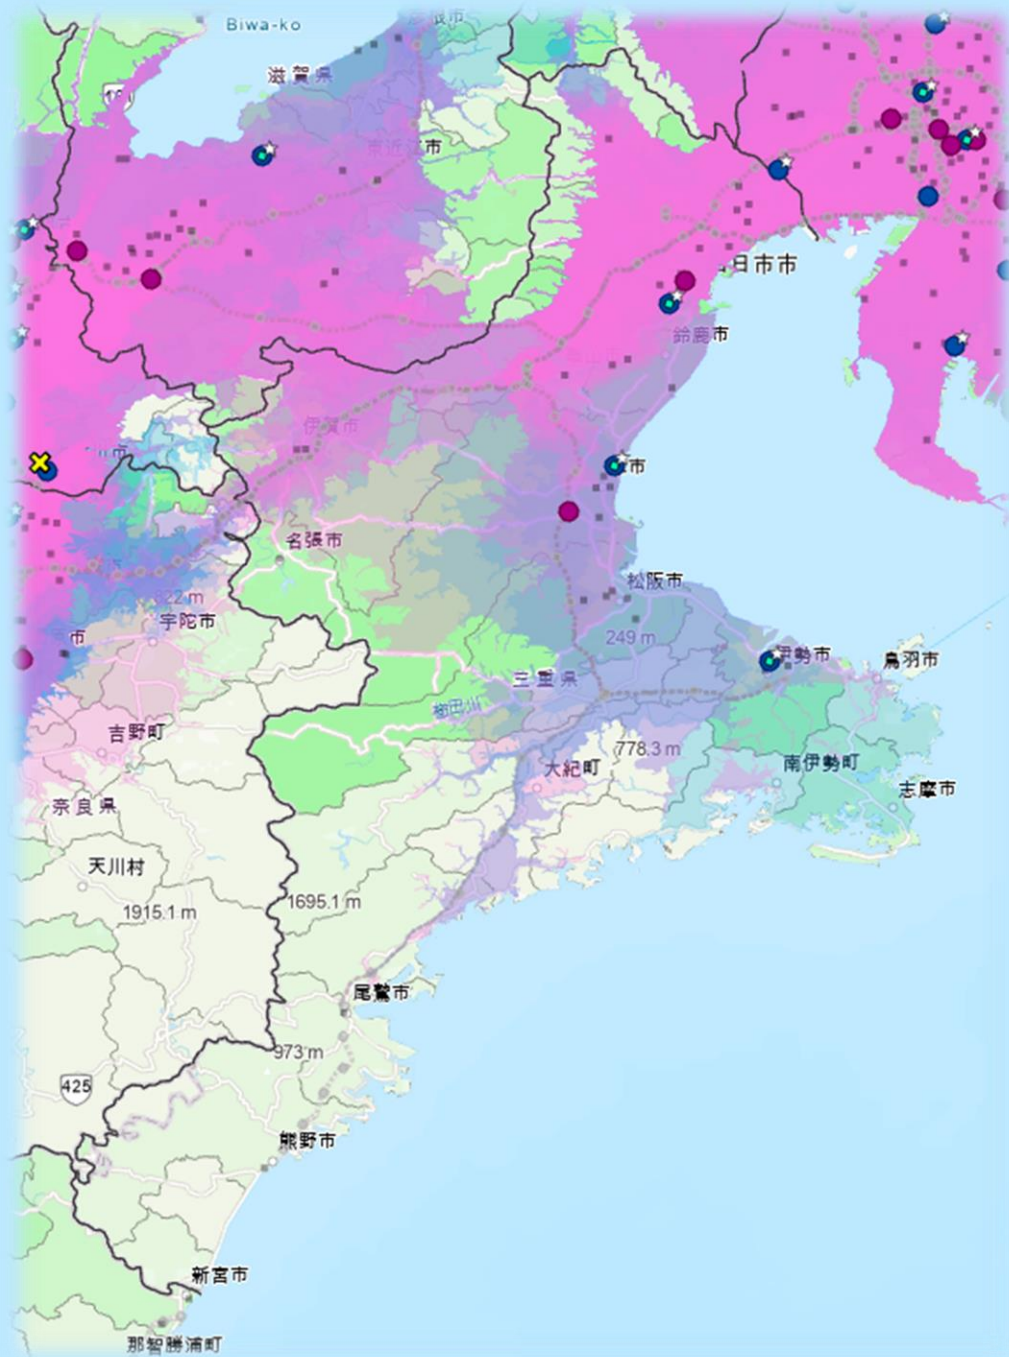 Biwa-ko
滋賀県
東近江市
日市市
鈴鹿市
伊賀市
市
名張市
松阪市
822 m
宇陀市
市
249 m
伊勢市
鳥羽市
三重県
櫛田川
吉野町
778.3 m
大紀町
南伊勢町
志摩市
奈良県
天川村
1695.1 m
1915.1 m
尾鷲市
973 m
425
熊野市
新宮市
那智勝浦町